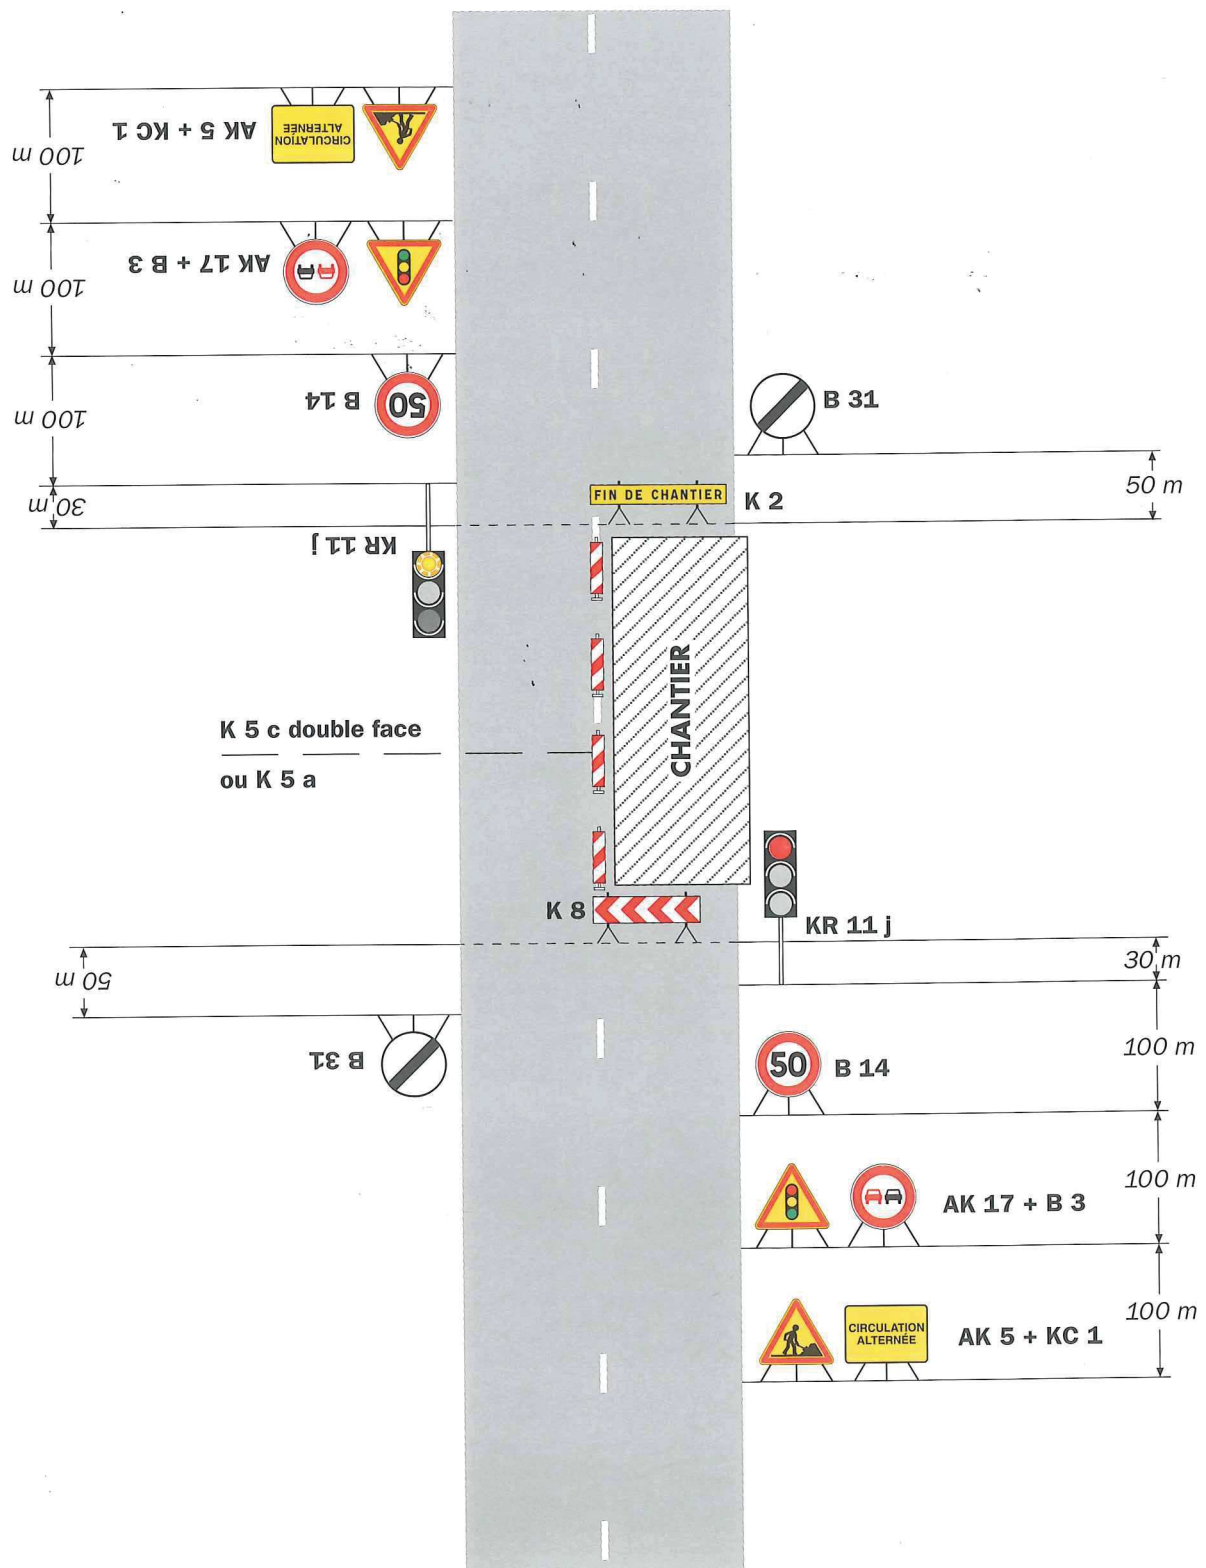 AK 5 + KC 1
CIRCULATION
ALTERNÉE
100 m
AK 17 + B 3
100 m
B 14
50
100 m
B 31
50 m
30 m
KR 11 j
FIN DE CHANTIER
K 2
CHANTIER
K 5 c double face
ou K 5 a
K 8
KR 11 j
30 m
50 m
B 31
50
B 14
100 m
AK 17 + B 3
100 m
CIRCULATION
ALTERNÉE
AK 5 + KC 1
100 m